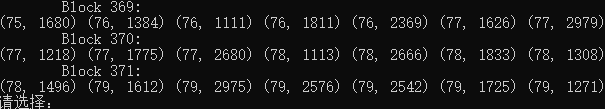 Block 369:
(75, 1680) (76, 1384) (76, 1111) (76, 1811) (76, 2369) (77, 1626) (77, 2979)
Block 370:
(77, 1218) (77, 1775) (77, 2680) (78, 1113) (78, 2666) (78, 1833) (78, 1308)
Block 371:
(78, 1496) (79, 1612) (79, 2975) (79, 2576) (79, 2542) (79, 1725) (79, 1271)
请选择: